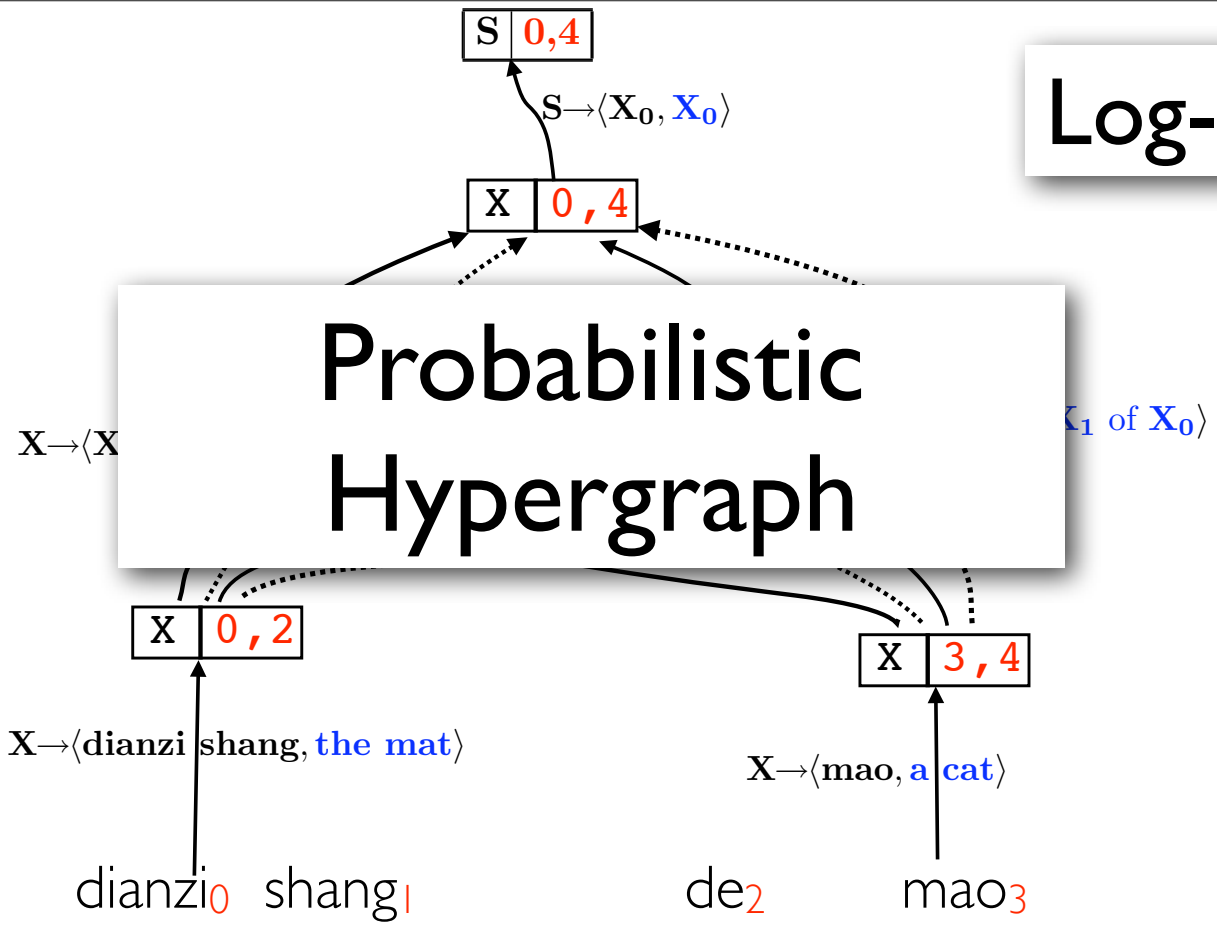 S 0,4
S→⟨X₀, X₀⟩
Log-
X 0,4
Probabilistic
Hypergraph
X→⟨X
X₁ of X₀⟩
X 0,2
X 3,4
X→⟨dianzi shang, the mat⟩
X→⟨mao, a cat⟩
dianzi₀ shang₁ de₂ mao₃